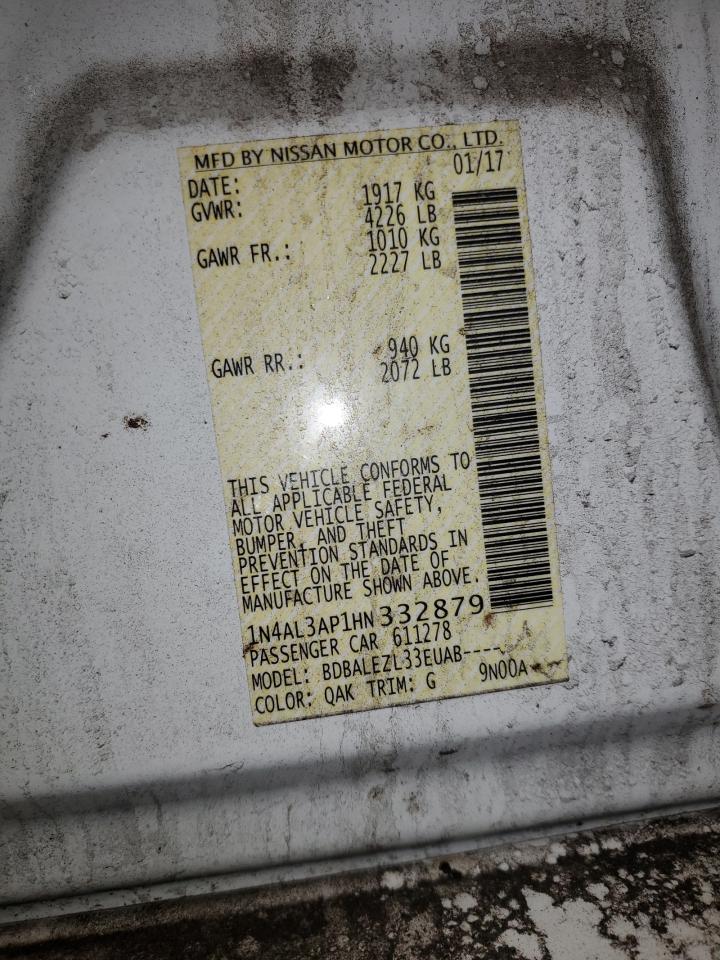 MFD BY NISSAN MOTOR CO., LTD.
DATE: 01/17
GVWR: 1917 KG
4226 LB
GAWR FR.: 1010 KG
2227 LB
GAWR RR.: 940 KG
2072 LB
THIS VEHICLE CONFORMS TO
ALL APPLICABLE FEDERAL
MOTOR VEHICLE SAFETY,
BUMPER, AND THEFT
PREVENTION STANDARDS IN
EFFECT ON THE DATE OF
MANUFACTURE SHOWN ABOVE.
1N4AL3AP1HN332879
PASSENGER CAR 611278
MODEL: BDBALEZL33EUAB----
COLOR: QAK TRIM: G 9N00A